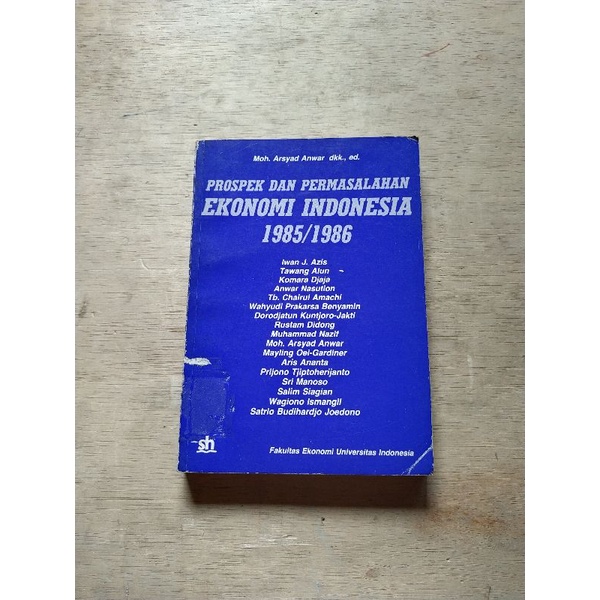 Moh. Arsyad Anwar dkk., ed.
PROSPEK DAN PERMASALAHAN
EKONOMI INDONESIA
1985/1986
Iwan J. Azis
Tawang Alun
Komara Djaja
Anwar Nasution
Tb. Chairul Amachi
Wahyudi Prakarsa Benyamin
Dorodjatun Kuntjoro-Jakti
Rustam Didong
Muhammad Nazif
Moh. Arsyad Anwar
Mayling Oei-Gardiner
Aris Ananta
Prijono Tjiptoherijanto
Sri Manoso
Salim Siagian
Wagiono Ismangil
Satrio Budihardjo Joedono
sh
Fakultas Ekonomi Universitas Indonesia